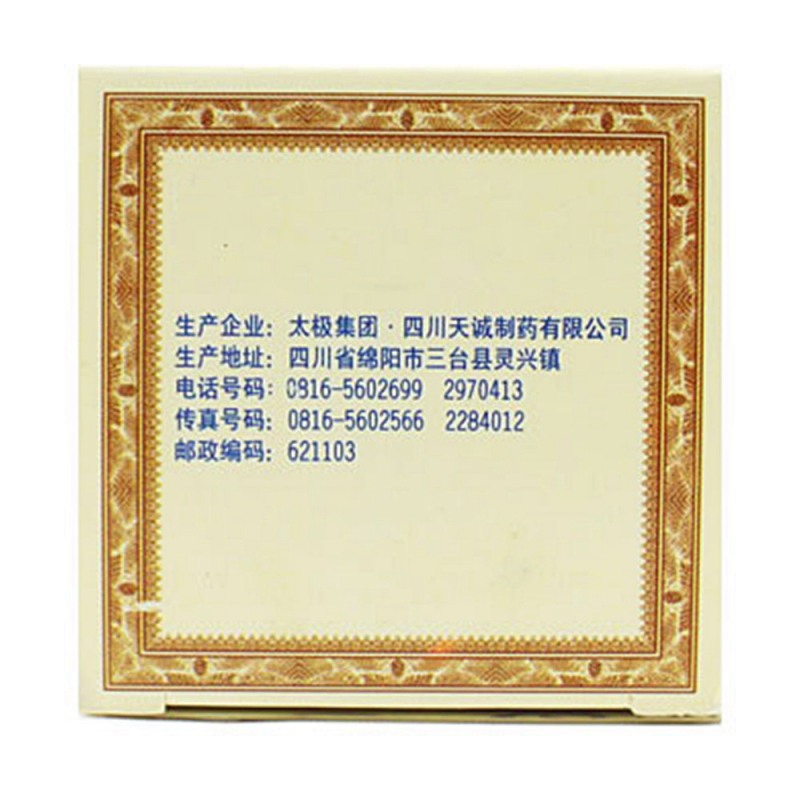 生产企业：太极集团·四川天诚制药有限公司
生产地址：四川省绵阳市三台县灵兴镇
电话号码：0816-5602699 2970413
传真号码：0816-5602566 2284012
邮政编码：621103